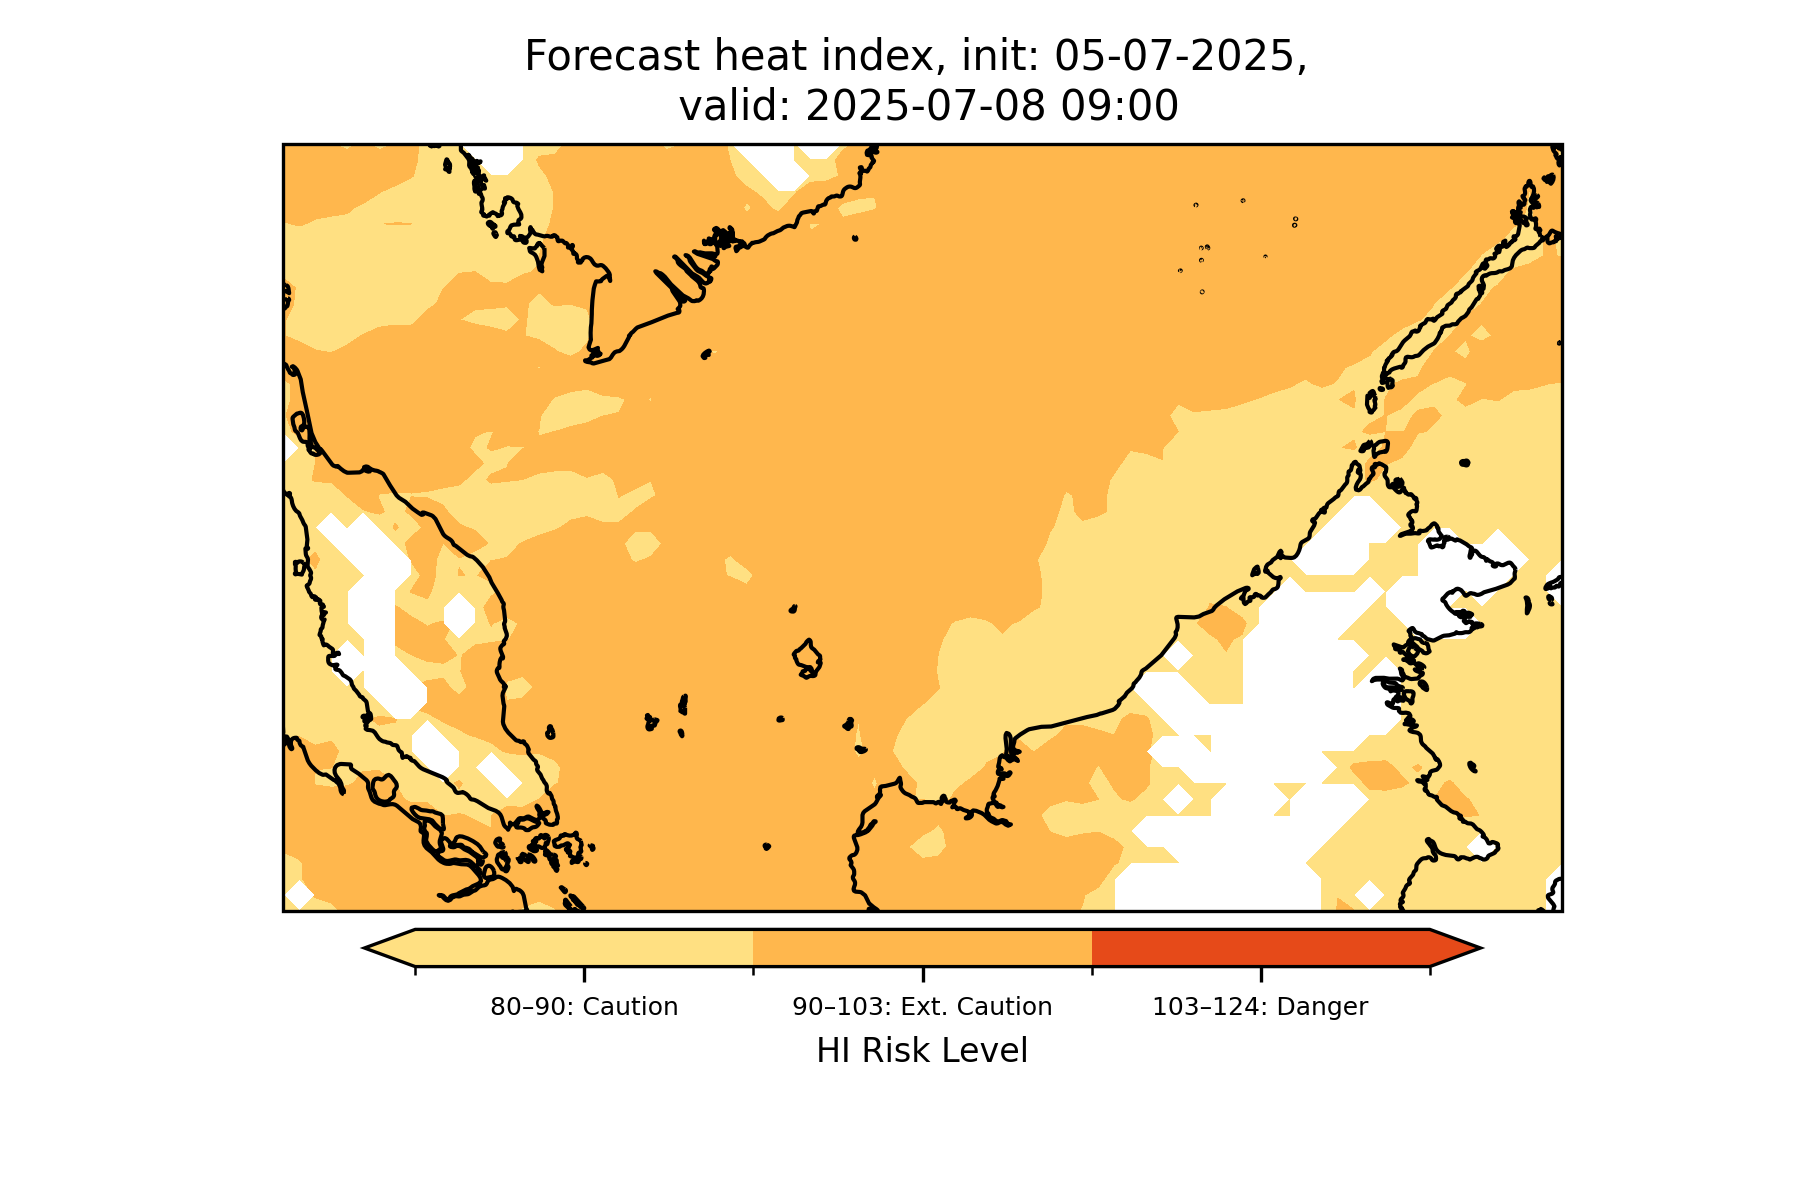 Forecast heat index, init: 05-07-2025,
valid: 2025-07-08 09:00
80–90: Caution
90–103: Ext. Caution
103–124: Danger
HI Risk Level